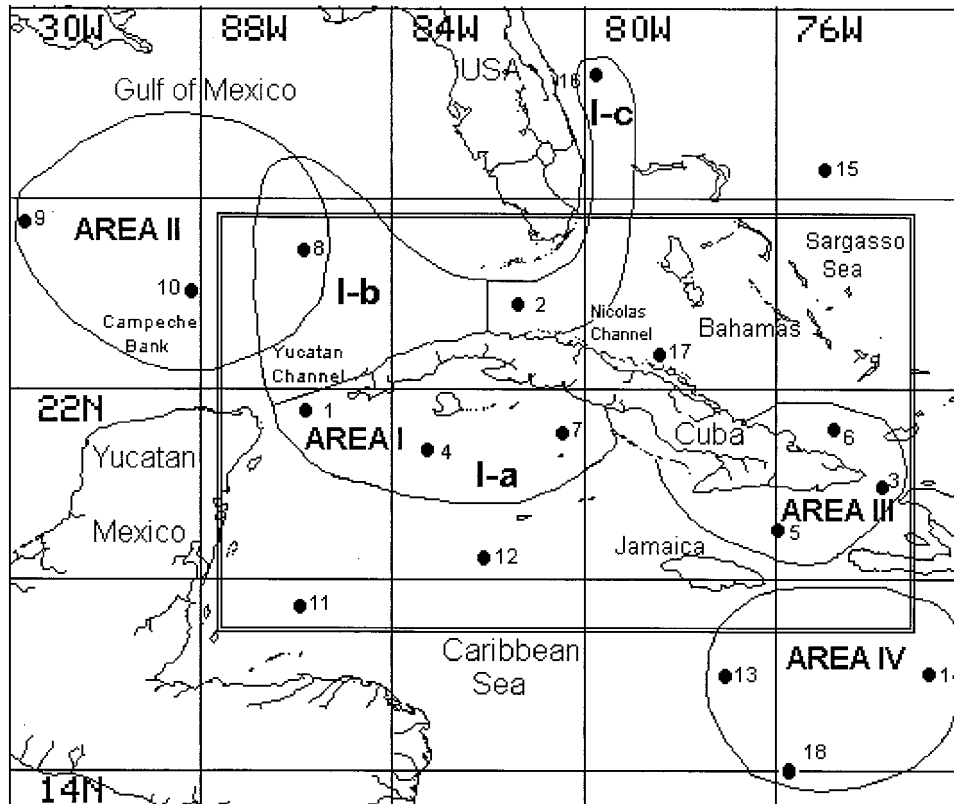 30W 88W 84W 80W 76W
USA
16
Gulf of Mexico
I-c
15
9
AREA II
8
Sargasso
Sea
10
I-b
2
Nicolas
Channel
Bahamas
Campeche
Bank
Yucatan
Channel
17
22N
1
AREA I
7
Cuba
6
Yucatan
4
I-a
3
AREA III
Mexico
5
12
Jamaica
11
Caribbean
Sea
AREA IV
13
14
18
14N